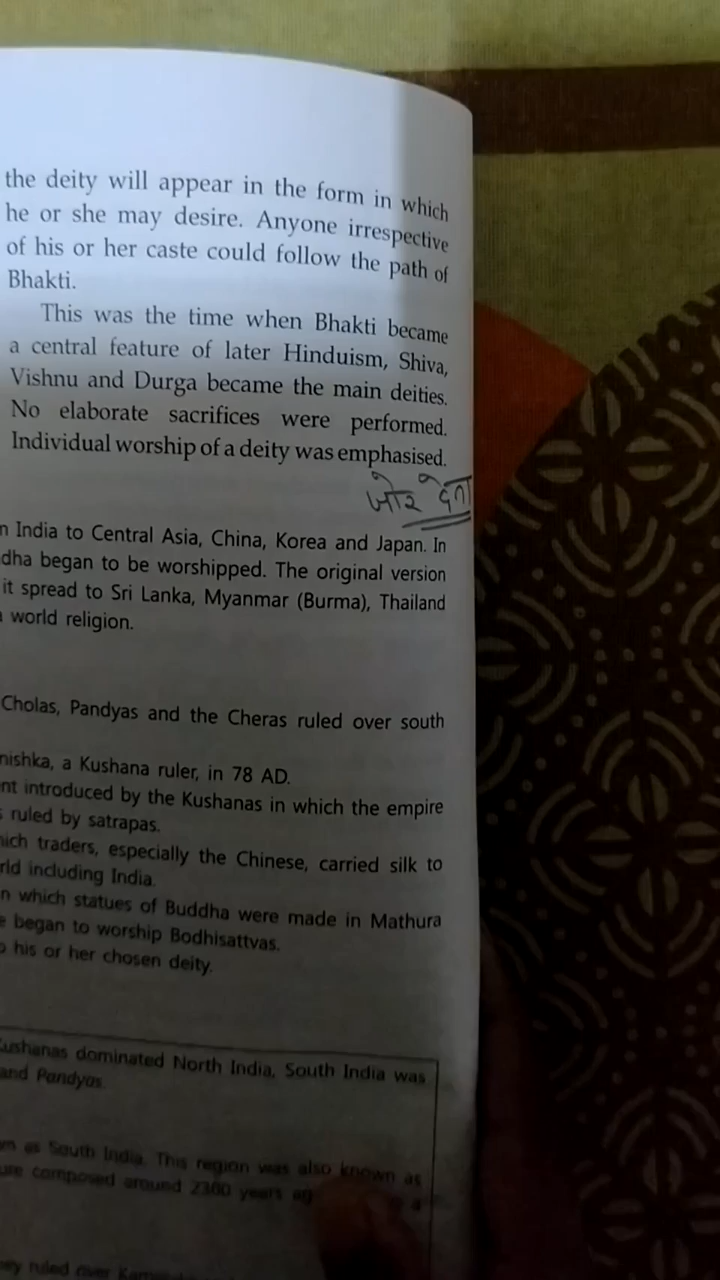 the deity will appear in the form in which
he or she may desire. Anyone irrespective
of his or her caste could follow the path of
Bhakti.
This was the time when Bhakti became
a central feature of later Hinduism, Shiva,
Vishnu and Durga became the main deities.
No elaborate sacrifices were performed.
Individual worship of a deity was emphasised.
जोर देना
India to Central Asia, China, Korea and Japan. In
dha began to be worshipped. The original version
it spread to Sri Lanka, Myanmar (Burma), Thailand
world religion.
Cholas, Pandyas and the Cheras ruled over south
nishka, a Kushana ruler, in 78 AD.
nt introduced by the Kushanas in which the empire
ruled by satrapas.
hich traders, especially the Chinese, carried silk to
rld including India.
n which statues of Buddha were made in Mathura
began to worship Bodhisattvas.
his or her chosen deity.
Kushanas dominated North India, South India was
and Pandyas.
as South India. This region was also known as
ure composed around 2300 years
ey ruled over